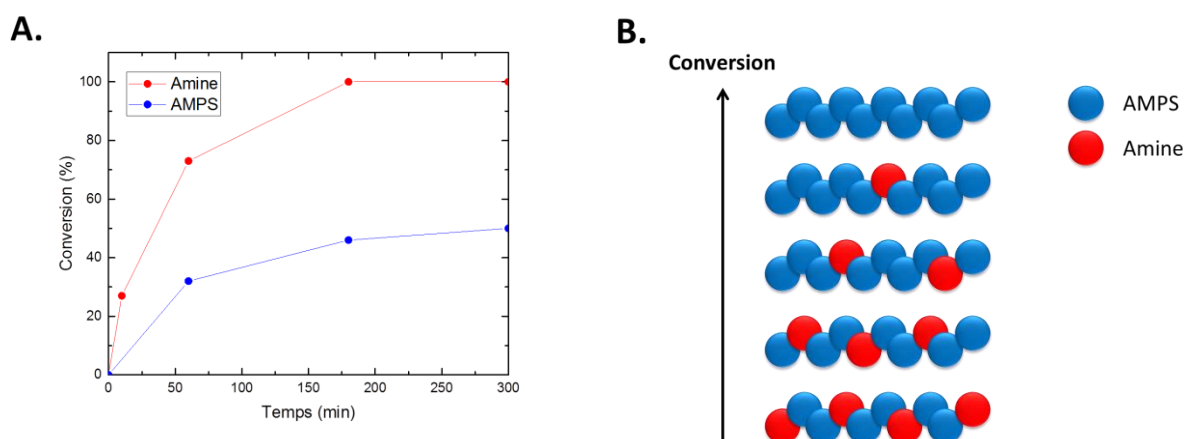 A.
Conversion (%)
100
80
60
40
20
0
Amine
AMPS
0 50 100 150 200 250 300
Temps (min)
B.
Conversion
AMPS
Amine